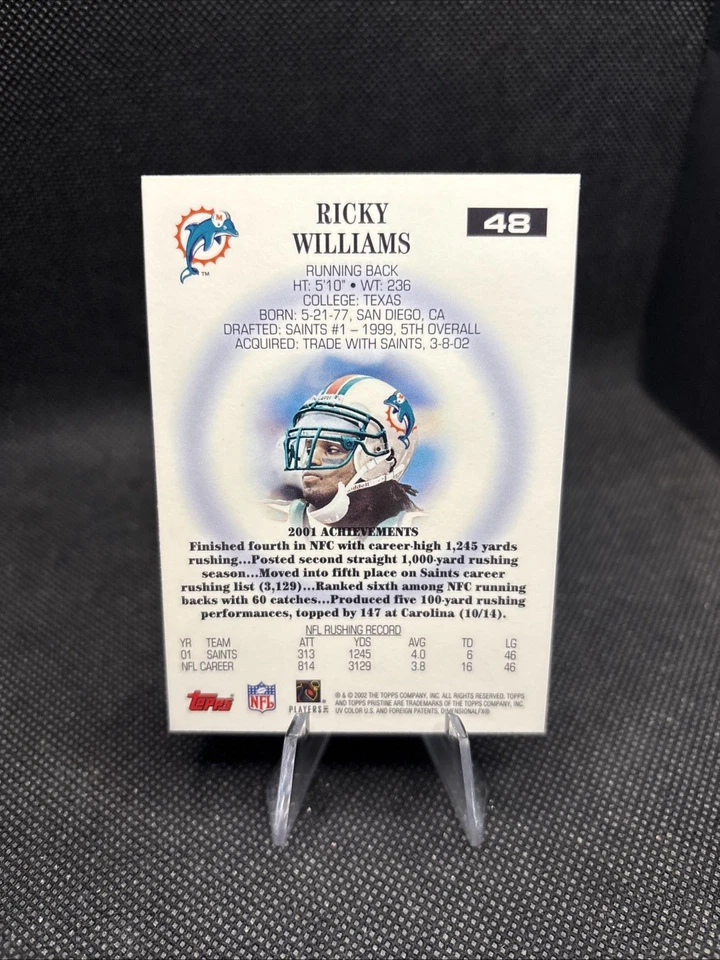 RICKY
WILLIAMS
48
M
TM
RUNNING BACK
HT: 5'10" • WT: 236
COLLEGE: TEXAS
BORN: 5-21-77, SAN DIEGO, CA
DRAFTED: SAINTS #1 – 1999, 5TH OVERALL
ACQUIRED: TRADE WITH SAINTS, 3-8-02
Riddell
2001 ACHIEVEMENTS
Finished fourth in NFC with career-high 1,245 yards
rushing...Posted second straight 1,000-yard rushing
season...Moved into fifth place on Saints career
rushing list (3,129)...Ranked sixth among NFC running
backs with 60 catches...Produced five 100-yard rushing
performances, topped by 147 at Carolina (10/14).
NFL RUSHING RECORD
YR TEAM ATT YDS AVG TD LG
01 SAINTS 313 1245 4.0 6 46
NFL CAREER 814 3129 3.8 16 46
Topps
NFL
PLAYERS INC
® & © 2002 THE TOPPS COMPANY, INC. ALL RIGHTS RESERVED. TOPPS
AND TOPPS PRISTINE ARE TRADEMARKS OF THE TOPPS COMPANY, INC.
UV COLOR U.S. AND FOREIGN PATENTS, DIMENSIONALFX®